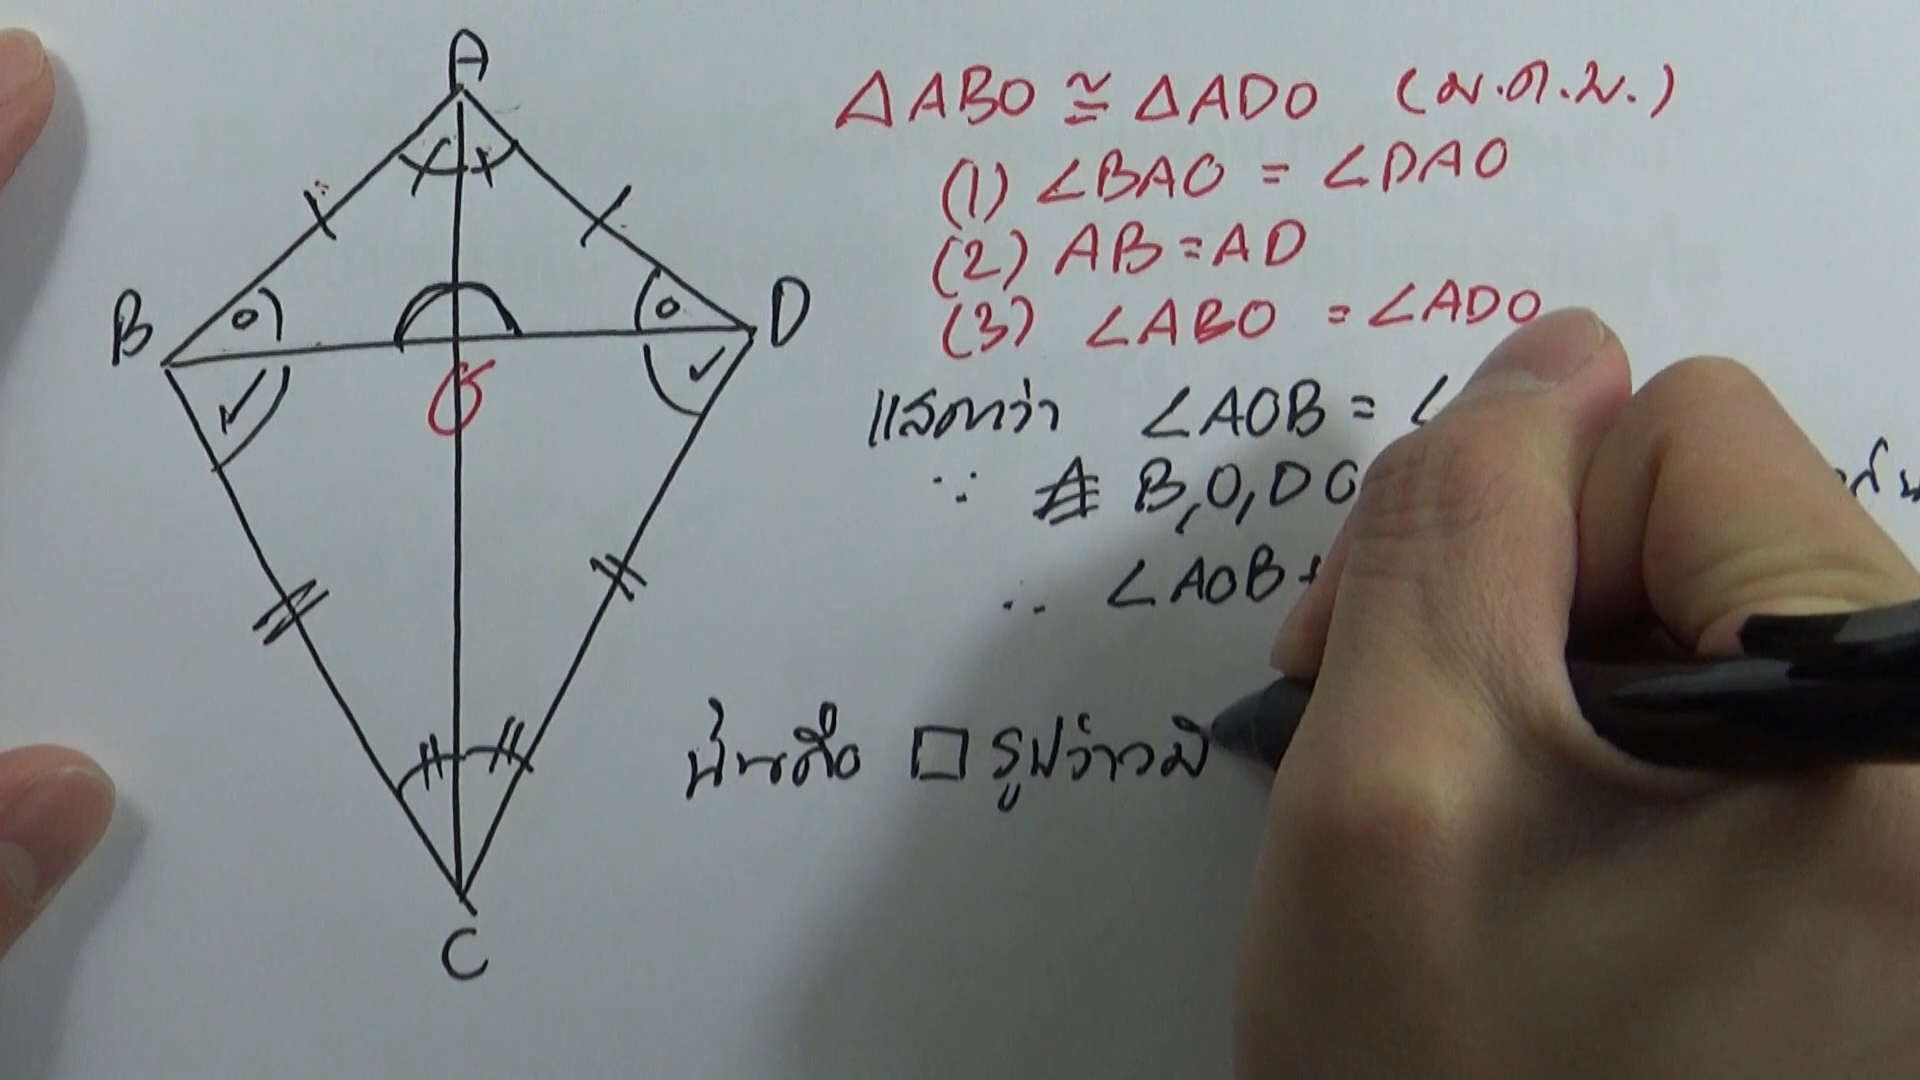 A
B
D
O
C
△ABO ≅ △ADO (ม.ด.ม.)
(1) ∠BAO = ∠DAO
(2) AB = AD
(3) ∠ABO = ∠ADO
แสดงว่า ∠AOB = ∠
∵ B, O, D
∴ ∠AOB +
นั่นคือ □ รูปว่าวมี